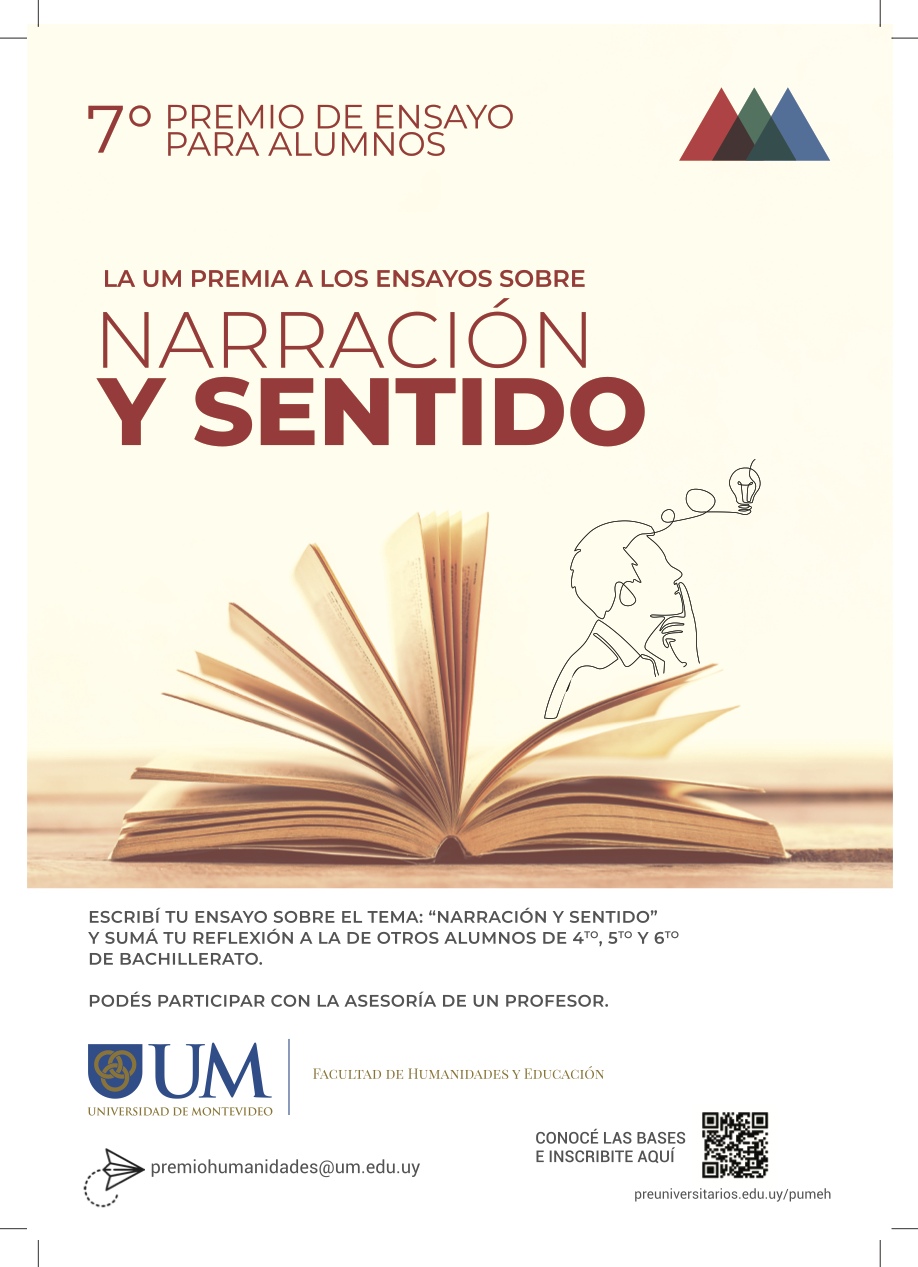 7º PREMIO DE ENSAYO
PARA ALUMNOS
LA UM PREMIA A LOS ENSAYOS SOBRE
NARRACIÓN
Y SENTIDO
ESCRIBÍ TU ENSAYO SOBRE EL TEMA: “NARRACIÓN Y SENTIDO”
Y SUMÁ TU REFLEXIÓN A LA DE OTROS ALUMNOS DE 4TO, 5TO Y 6TO
DE BACHILLERATO.
PODÉS PARTICIPAR CON LA ASESORÍA DE UN PROFESOR.
UM
UNIVERSIDAD DE MONTEVIDEO
FACULTAD DE HUMANIDADES Y EDUCACIÓN
premiohumanidades@um.edu.uy
CONOCÉ LAS BASES
E INSCRIBITE AQUÍ
preuniversitarios.edu.uy/pumeh